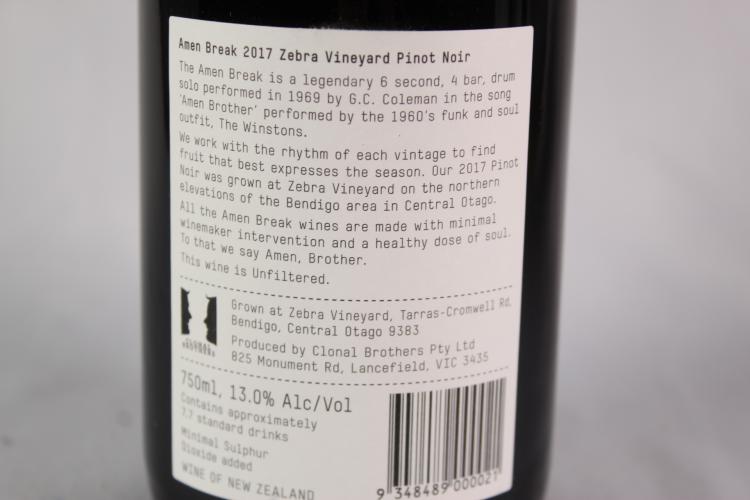 Amen Break 2017 Zebra Vineyard Pinot Noir
The Amen Break is a legendary 6 second, 4 bar, drum
solo performed in 1969 by G.C. Coleman in the song
'Amen Brother' performed by the 1960's funk and soul
outfit, The Winstons.
We work with the rhythm of each vintage to find
fruit that best expresses the season. Our 2017 Pinot
Noir was grown at Zebra Vineyard on the northern
elevations of the Bendigo area in Central Otago.
All the Amen Break wines are made with minimal
winemaker intervention and a healthy dose of soul.
To that we say Amen, Brother.
This wine is Unfiltered.
Grown at Zebra Vineyard, Tarras-Cromwell Rd,
Bendigo, Central Otago 9383
Produced by Clonal Brothers Pty Ltd
825 Monument Rd, Lancefield, VIC 3435
750ml, 13.0% Alc/Vol
Contains approximately
7.7 standard drinks
Minimal Sulphur
Dioxide added
WINE OF NEW ZEALAND
9 348489 000021